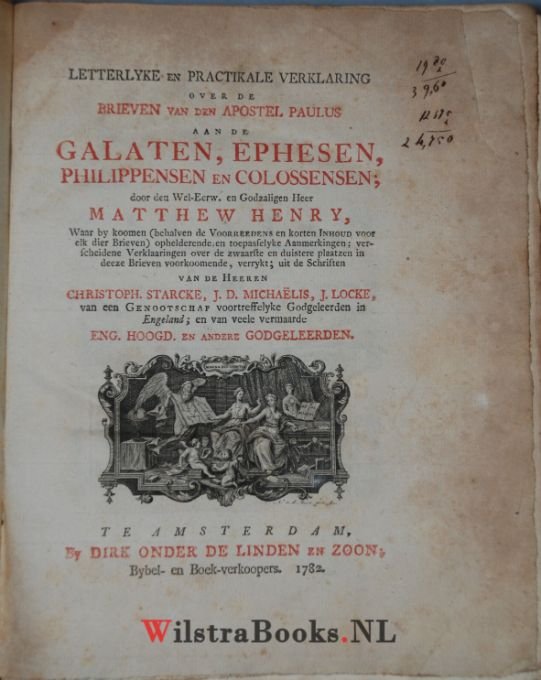 LETTERLYKE EN PRACTIKALE VERKLARING
OVER DE
BRIEVEN VAN DEN APOSTEL PAULUS
AAN DE
GALATEN, EPHESEN,
PHILIPPENSEN EN COLOSSENSEN;
door den Wel-Eerw. en Godzaligen Heer
MATTHEW HENRY,
Waar by koomen (behalven de VOORREEDENS en korten INHOUD voor
elk dier Brieven) ophelderende en toepasselyke Aanmerkingen; ver-
scheidene Verklaaringen over de zwaarste en duistere plaatzen in
deeze Brieven voorkoomende, verrykt; uit de Schriften
VAN DE HEEREN
CHRISTOPH. STARCKE, J. D. MICHAËLIS, J. LOCKE,
van een GENOOTSCHAP voortreffelyke Godgeleerden in
Engeland; en van veele vermaarde
ENG. HOOGD. EN ANDERE GODGELEERDEN.
TE AMSTERDAM,
By DIRK ONDER DE LINDEN EN ZOON,
Bybel- en Boek-verkoopers. 1782.
39,60
24,750
WilstraBooks.NL